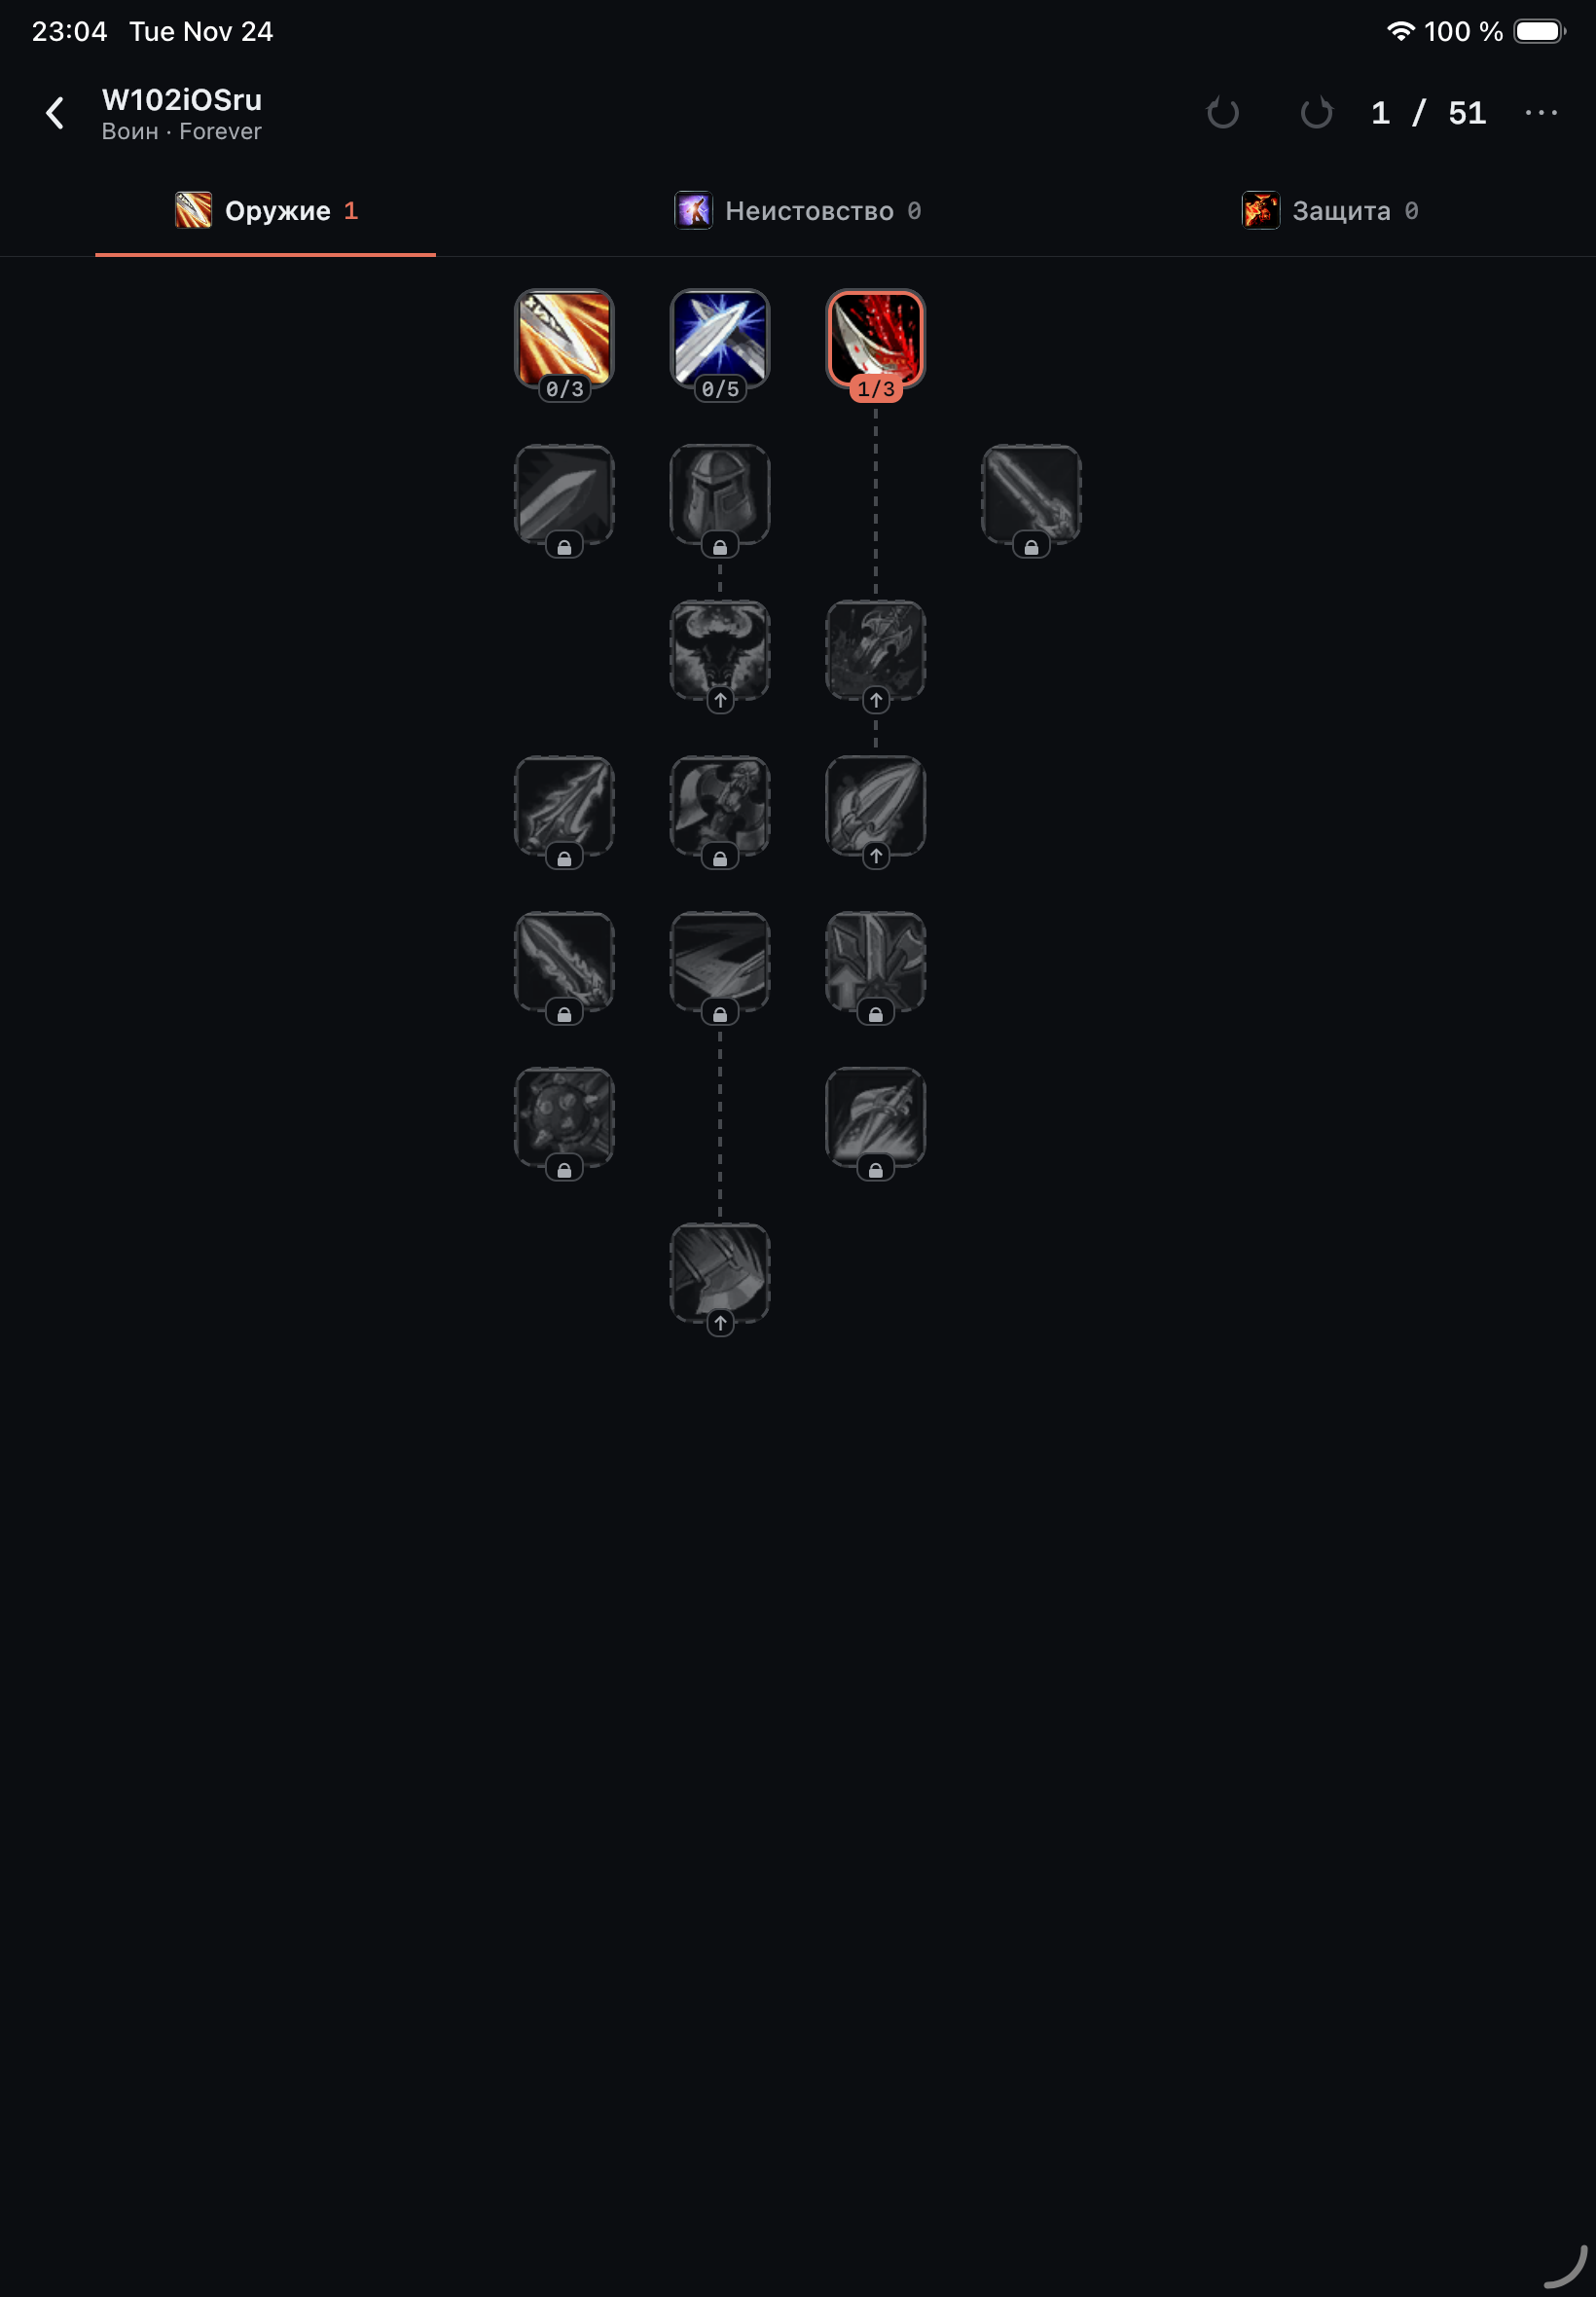 23:04 Tue Nov 24 100 %
W102iOSru
Воин · Forever
1 / 51
Оружие 1
Неистовство 0
Защита 0
0/3 0/5 1/3